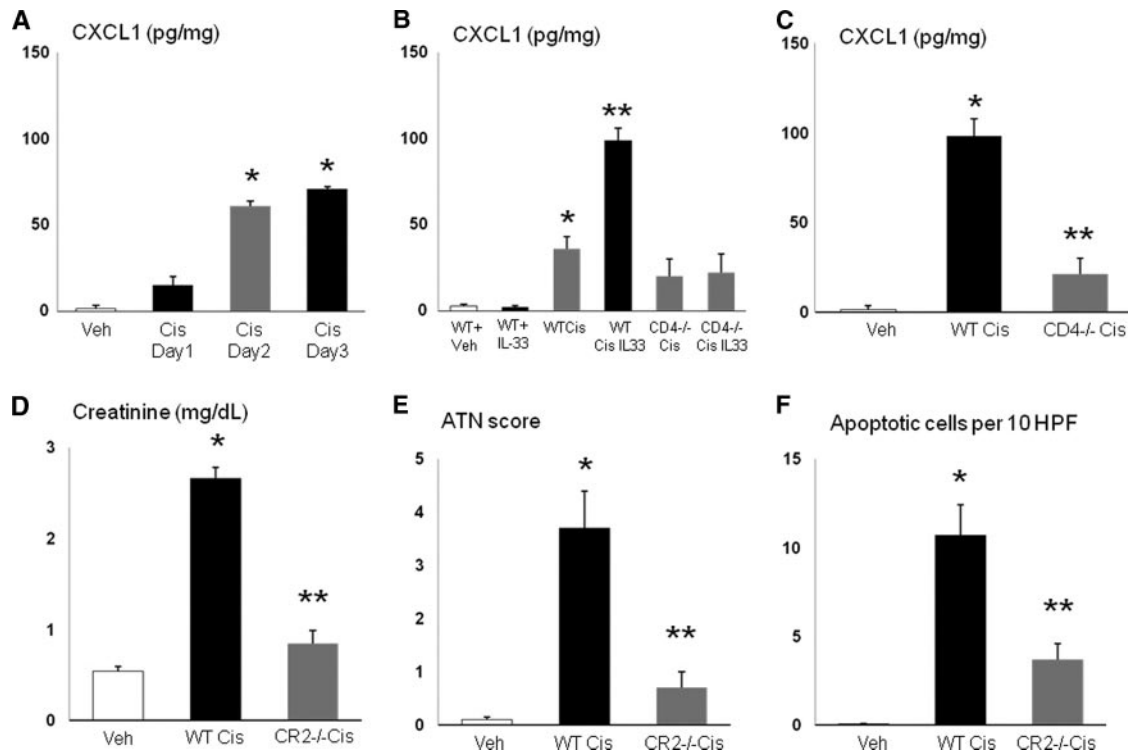 A
CXCL1 (pg/mg)
150
100
50
0
*
*
Veh
Cis
Day1
Cis
Day2
Cis
Day3
B
CXCL1 (pg/mg)
150
100
50
0
*
**
WT+
Veh
WT+
IL-33
WTCis
WT
Cis IL33
CD4-/-
Cis
CD4-/-
Cis IL33
C
CXCL1 (pg/mg)
150
100
50
0
*
**
Veh
WT Cis
CD4-/- Cis
D
Creatinine (mg/dL)
3
2
1
0
*
**
Veh
WT Cis
CR2-/-Cis
E
ATN score
5
4
3
2
1
0
*
**
Veh
WT Cis
CR2-/-Cis
F
Apoptotic cells per 10 HPF
15
10
5
0
*
**
Veh
WT Cis
CR2-/-Cis